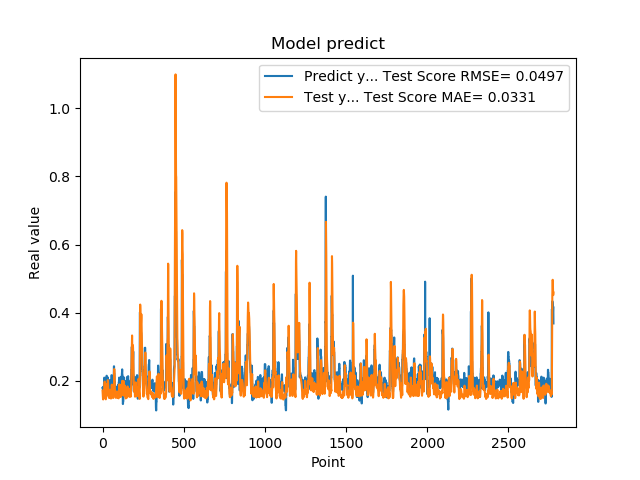 Model predict
Predict y... Test Score RMSE= 0.0497
Test y... Test Score MAE= 0.0331
Real value
1.0
0.8
0.6
0.4
0.2
0 500 1000 1500 2000 2500
Point